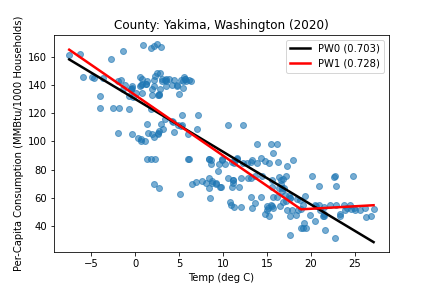 County: Yakima, Washington (2020)
Per-Capita Consumption (MMBtu/1000 Households)
160
140
120
100
80
60
40
PW0 (0.703)
PW1 (0.728)
−5
0
5
10
15
20
25
Temp (deg C)